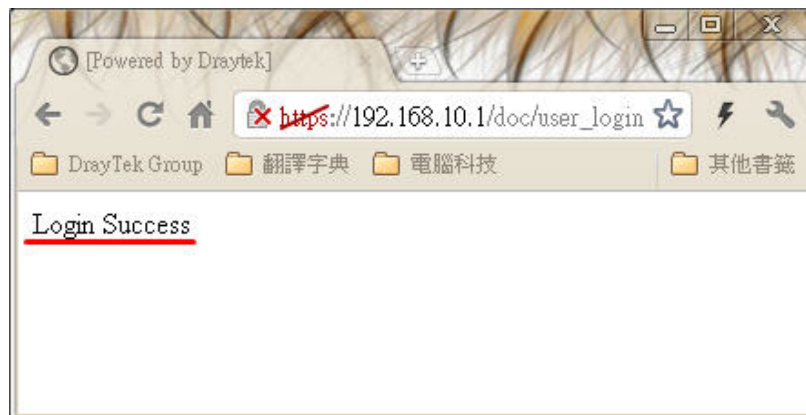 [Powered by Draytek]
https://192.168.10.1/doc/user_login
DrayTek Group 翻譯字典 電腦科技 其他書籤
Login Success